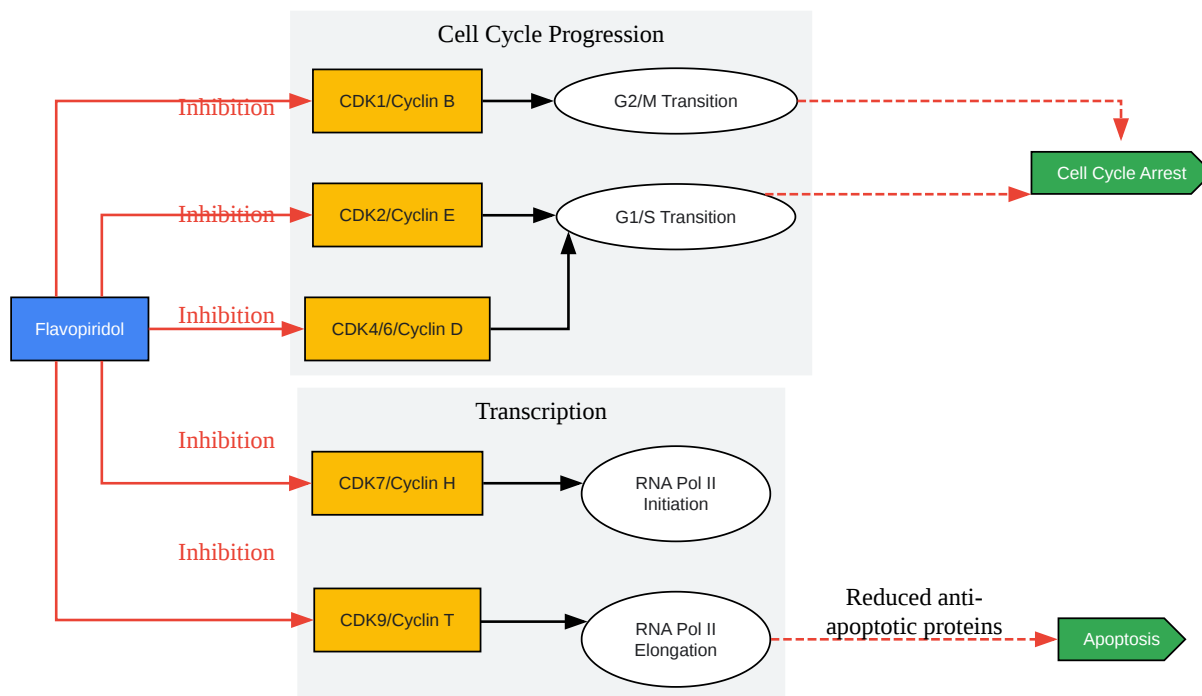 Cell Cycle Progression
Inhibition
CDK1/Cyclin B
G2/M Transition
Cell Cycle Arrest
Inhibition
CDK2/Cyclin E
G1/S Transition
Flavopiridol
Inhibition
CDK4/6/Cyclin D
Transcription
Inhibition
CDK7/Cyclin H
RNA Pol II
Initiation
Inhibition
CDK9/Cyclin T
RNA Pol II
Elongation
Reduced anti-
apoptotic proteins
Apoptosis